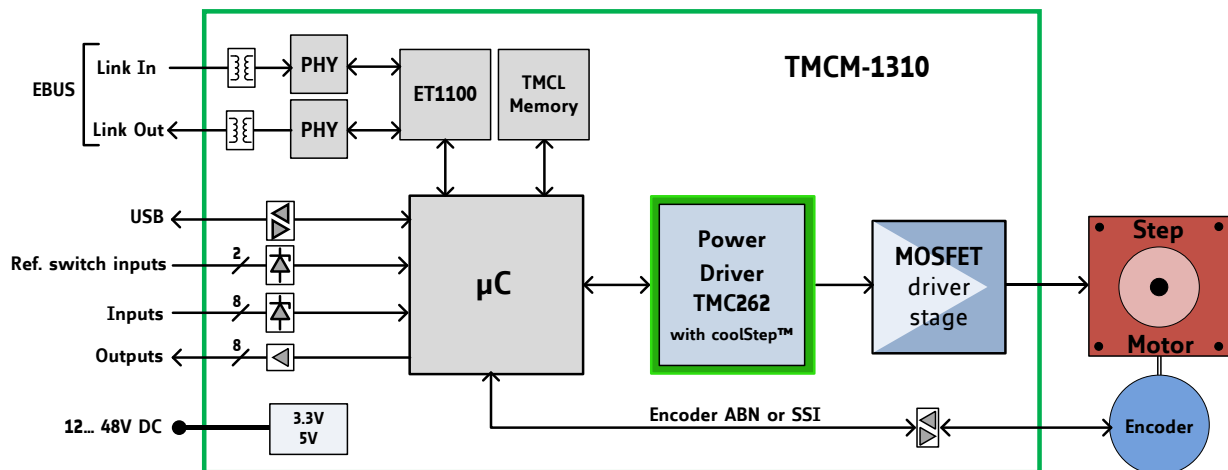 TMCM-1310
EBUS
Link In
PHY
ET1100
TMCL
Memory
Link Out
PHY
USB
Ref. switch inputs
2
Inputs
8
Outputs
8
µC
Power
Driver
TMC262
with coolStep™
MOSFET
driver
stage
Step
Motor
12... 48V DC
3.3V
5V
Encoder ABN or SSI
Encoder